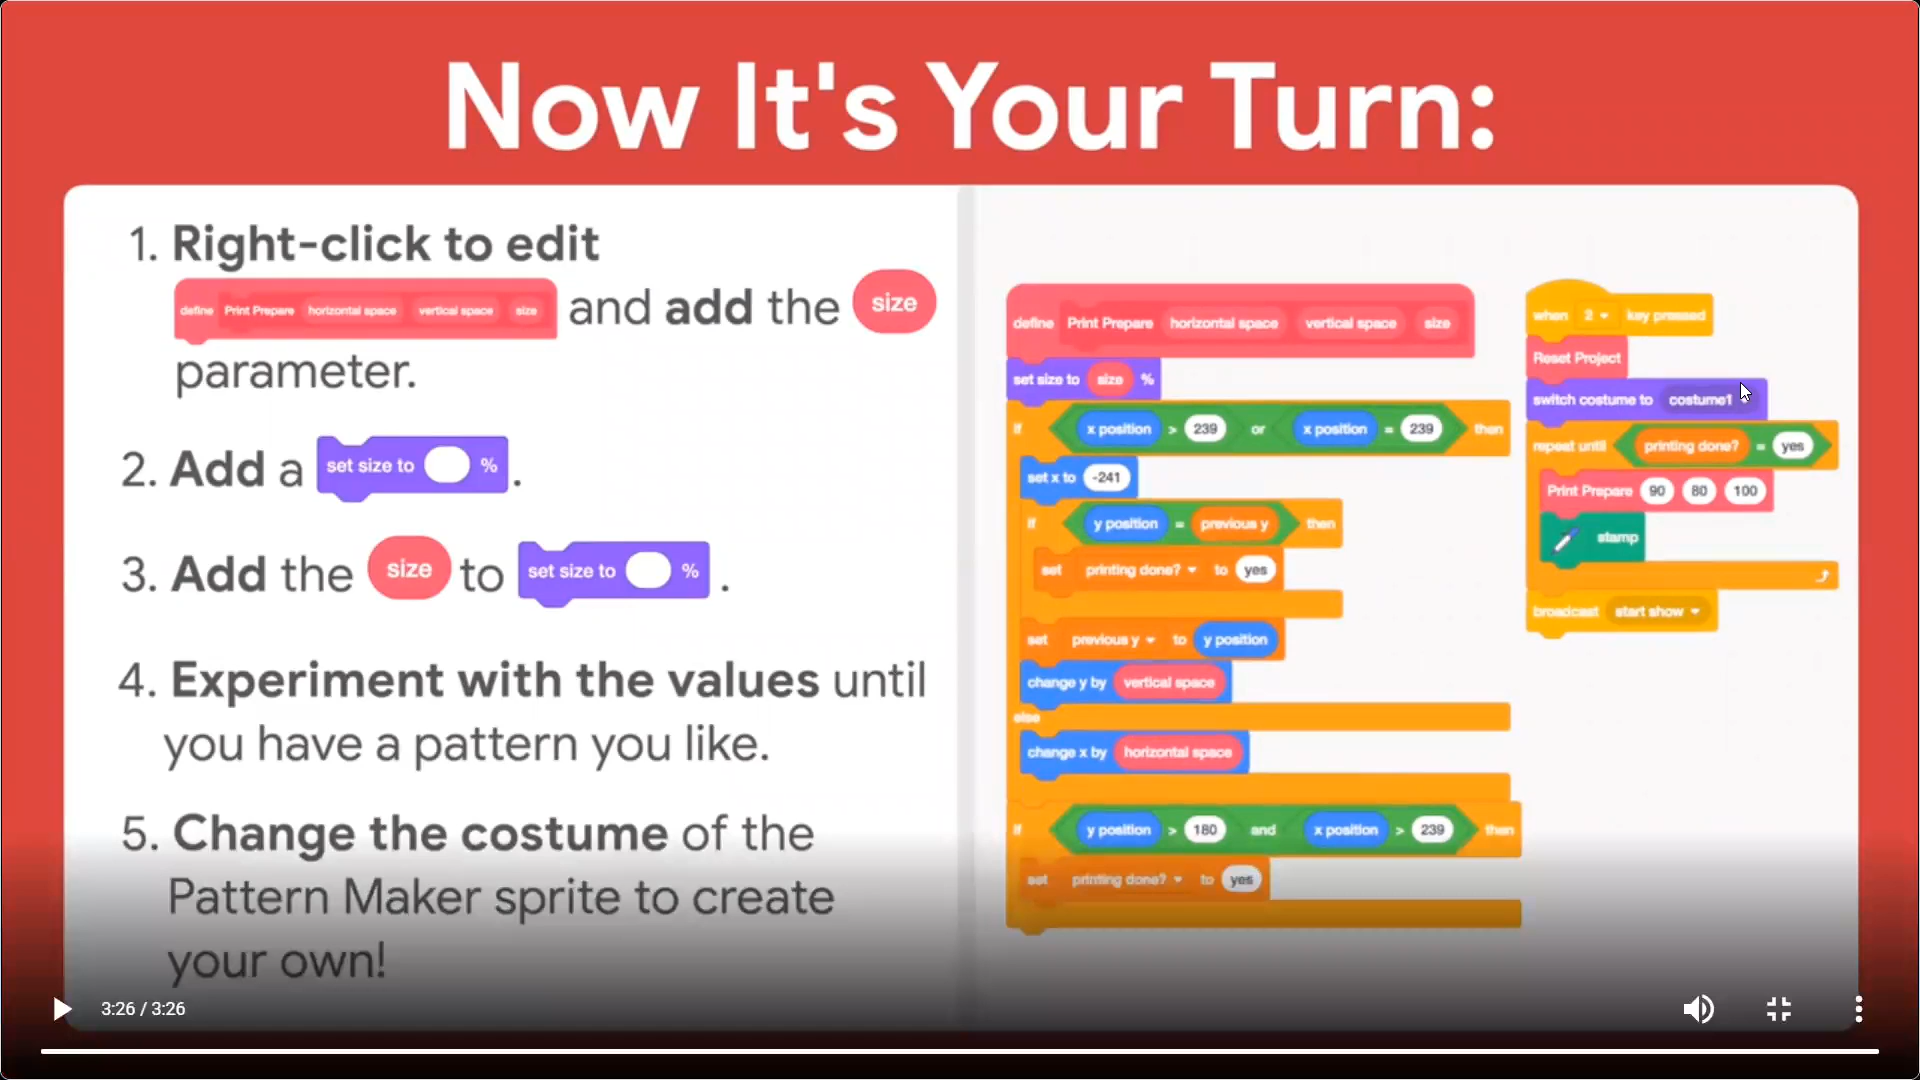 Now It's Your Turn:
1. Right-click to edit
define Print Prepare horizontal space vertical space size and add the size
parameter.
2. Add a set size to %.
3. Add the size to set size to % .
4. Experiment with the values until
you have a pattern you like.
5. Change the costume of the
Pattern Maker sprite to create
your own!
define Print Prepare horizontal space vertical space size
set size to size %
if x position > 239 or x position = 239 then
set x to -241
if y position = previous y then
set printing done? to yes
set previous y to y position
change y by vertical space
else
change x by horizontal space
if y position > 180 and x position > 239 then
set printing done? to yes
when 2 key pressed
Reset Project
switch costume to costume1
repeat until printing done? = yes
Print Prepare 90 80 100
stamp
broadcast start show
3:26 / 3:26